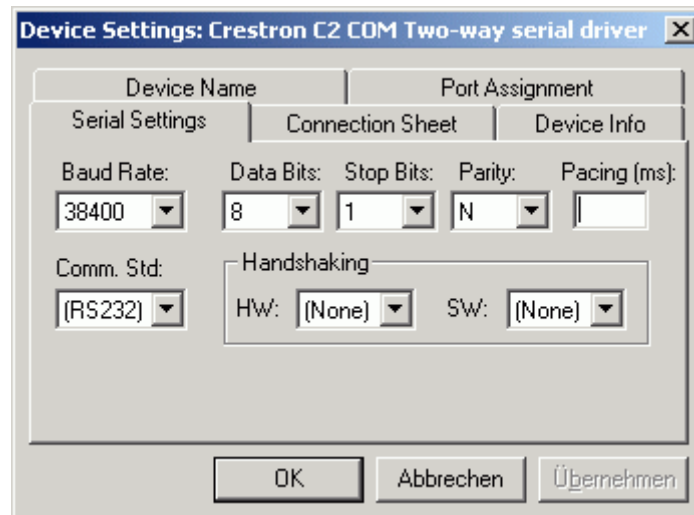 Device Settings: Crestron C2 COM Two-way serial driver
Device Name Port Assignment
Serial Settings Connection Sheet Device Info
Baud Rate: Data Bits: Stop Bits: Parity: Pacing (ms):
38400 8 1 N
Comm. Std: Handshaking
(RS232) HW: (None) SW: (None)
OK Abbrechen Übernehmen